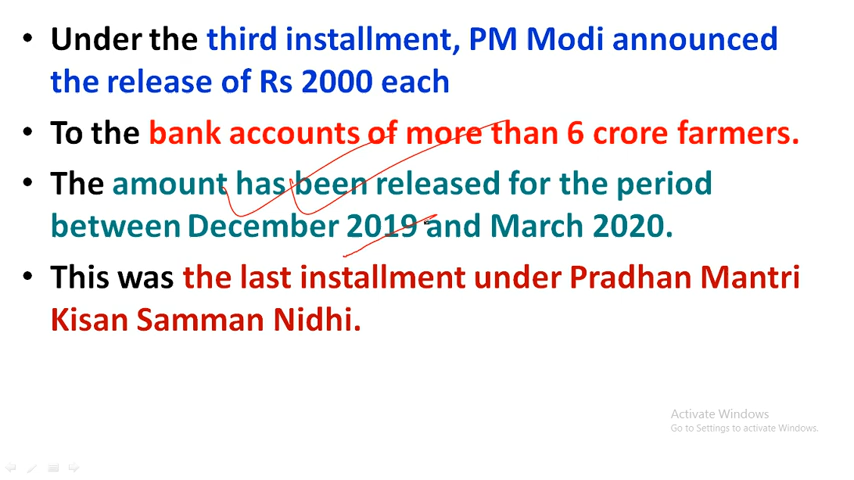 • Under the third installment, PM Modi announced
the release of Rs 2000 each
• To the bank accounts of more than 6 crore farmers.
• The amount has been released for the period
between December 2019 and March 2020.
• This was the last installment under Pradhan Mantri
Kisan Samman Nidhi.
Activate Windows
Go to Settings to activate Windows.